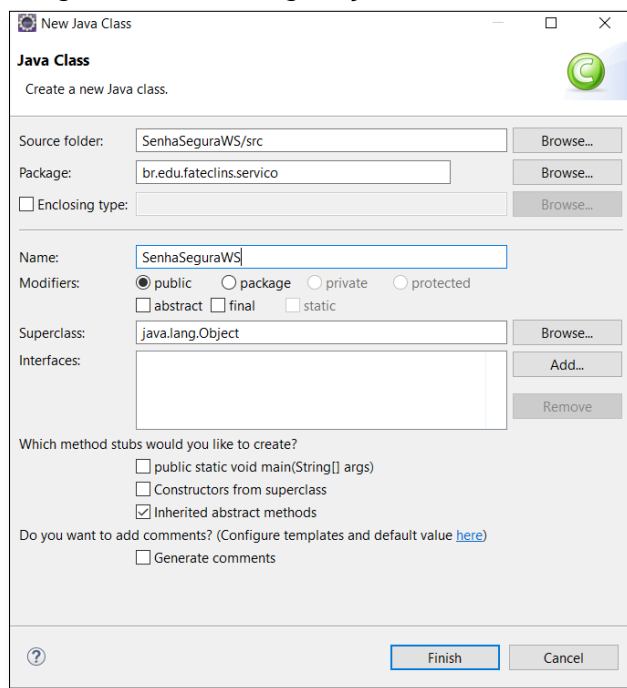 New Java Class
Java Class
Create a new Java class.
Source folder: SenhaSeguraWS/src Browse...
Package: br.edu.fateclins.servico Browse...
Enclosing type: Browse...
Name: SenhaSeguraWS
Modifiers: public package private protected
abstract final static
Superclass: java.lang.Object Browse...
Interfaces: Add...
Remove
Which method stubs would you like to create?
public static void main(String[] args)
Constructors from superclass
Inherited abstract methods
Do you want to add comments? (Configure templates and default value here)
Generate comments
? Finish Cancel